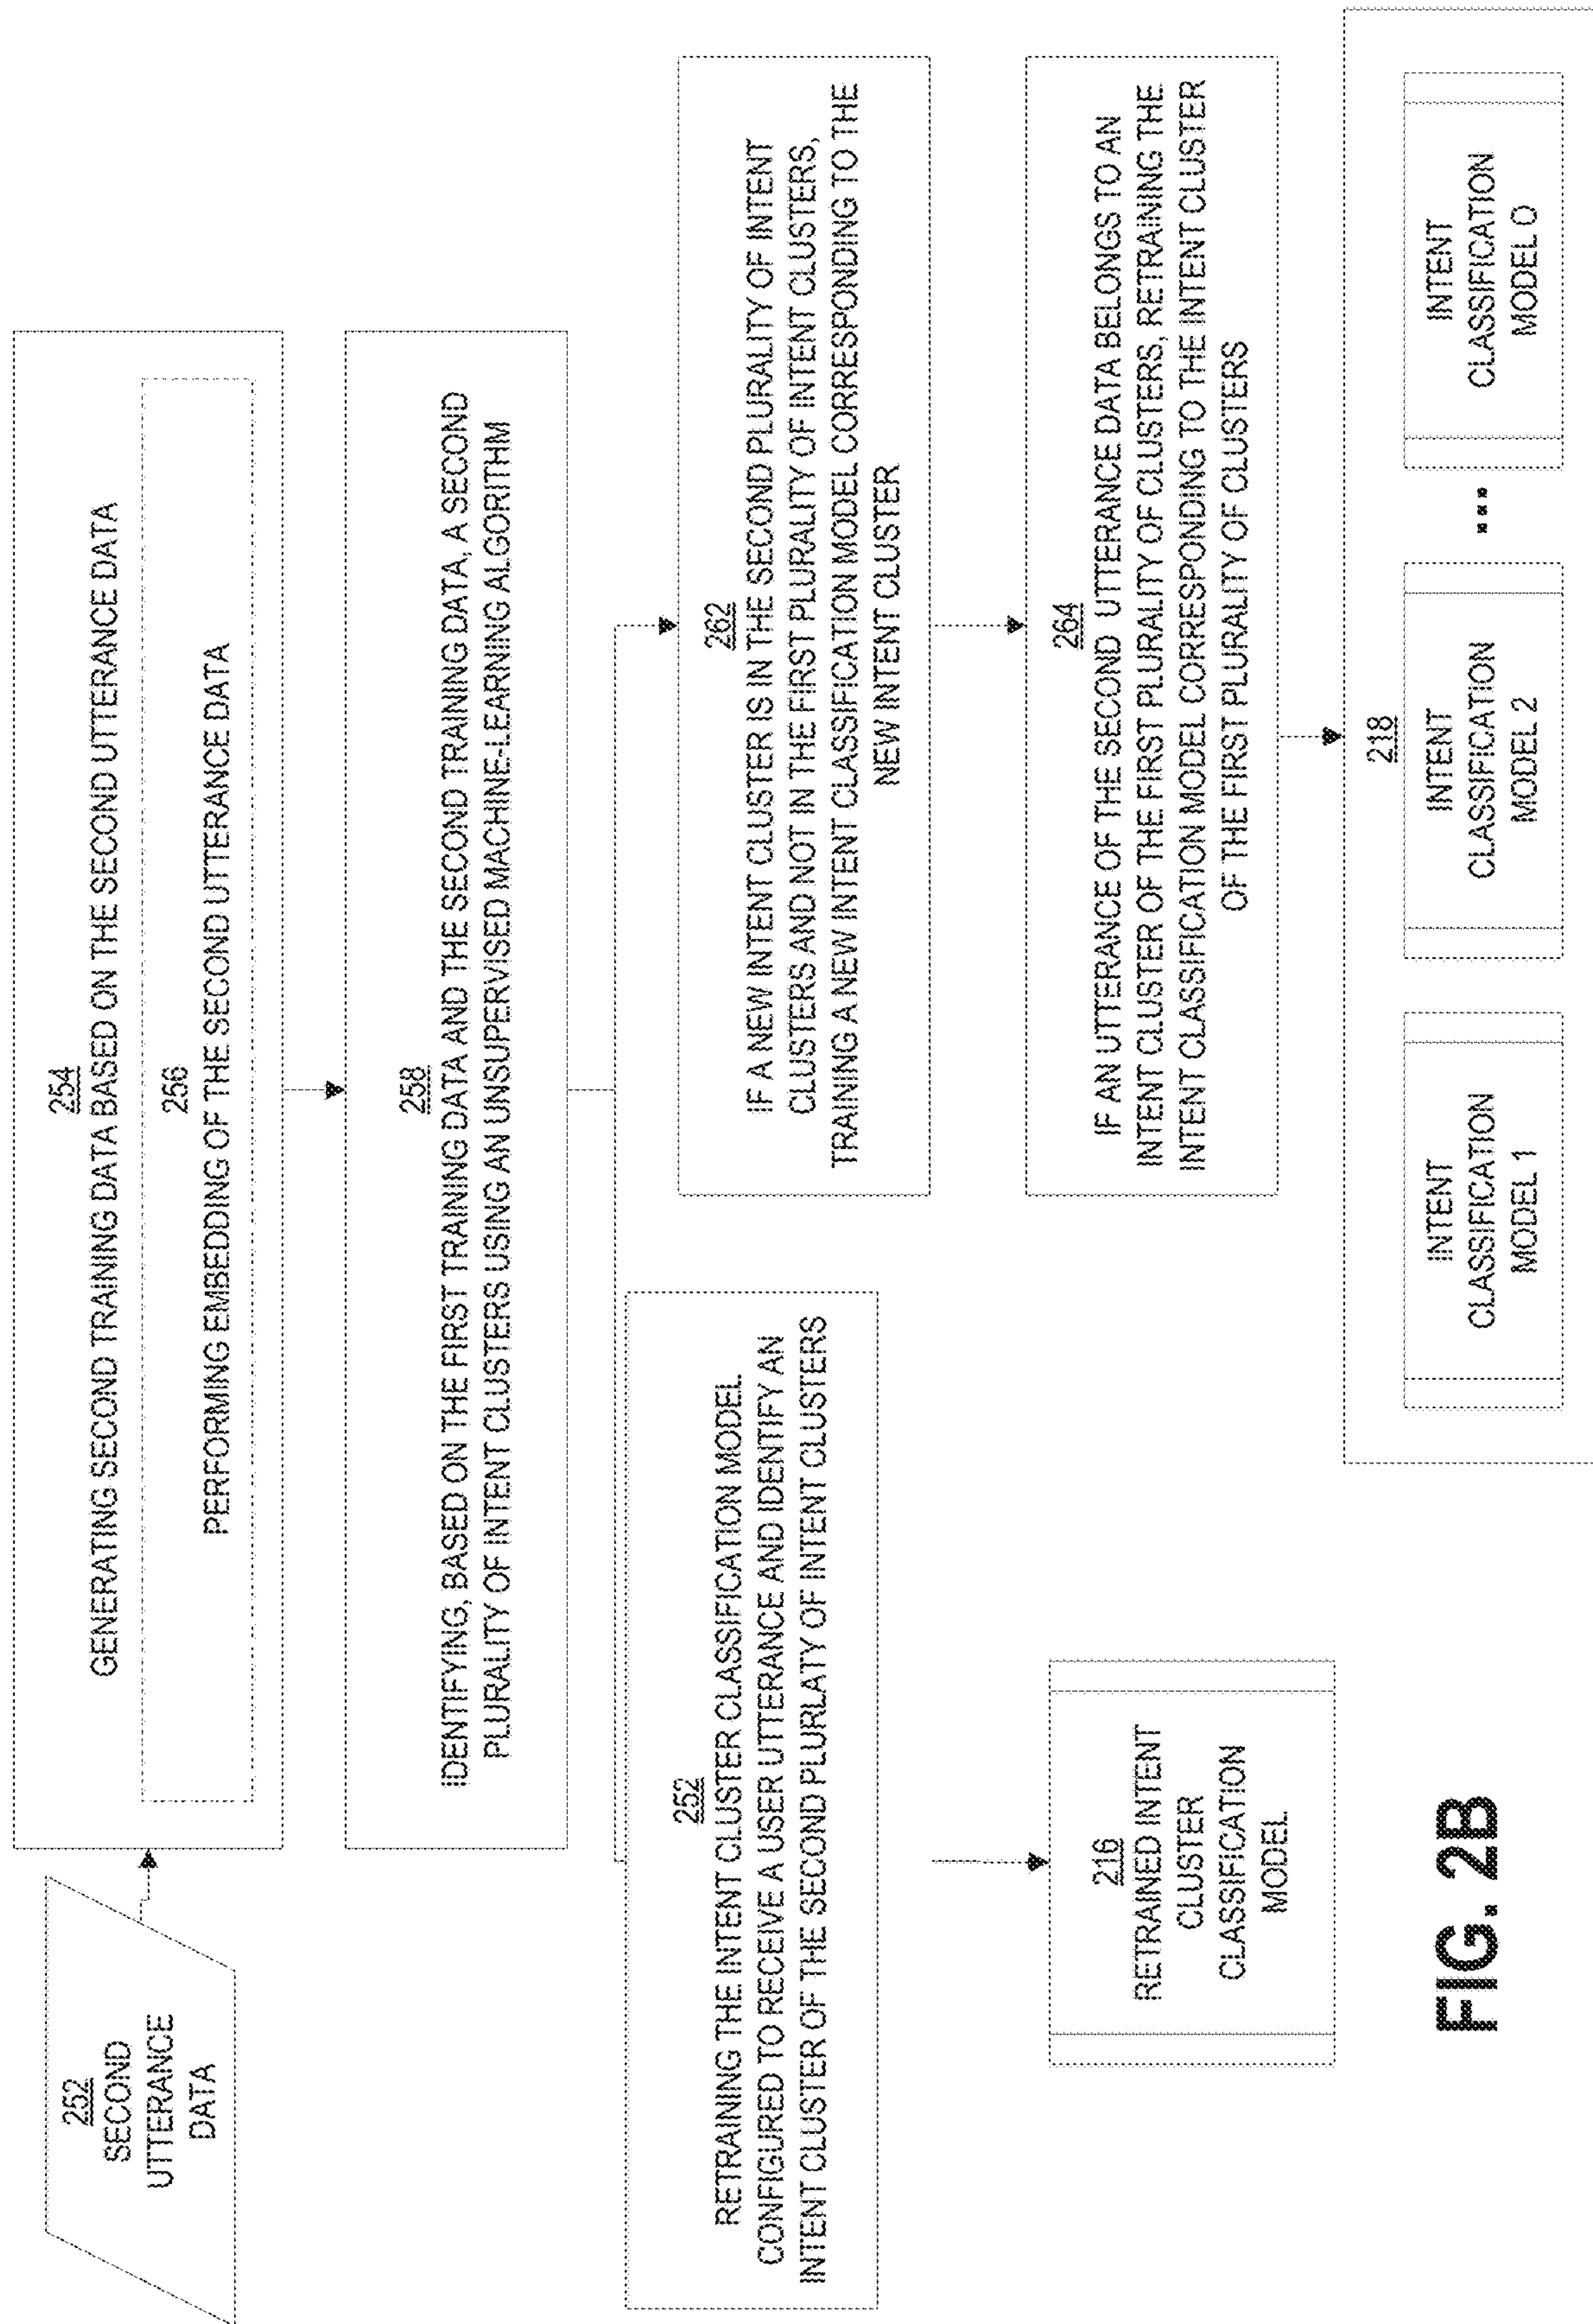 252
SECOND
UTTERANCE
DATA
254
GENERATING SECOND TRAINING DATA BASED ON THE SECOND UTTERANCE DATA
256
PERFORMING EMBEDDING OF THE SECOND UTTERANCE DATA
258
IDENTIFYING, BASED ON THE FIRST TRAINING DATA AND THE SECOND TRAINING DATA, A SECOND
PLURALITY OF INTENT CLUSTERS USING AN UNSUPERVISED MACHINE-LEARNING ALGORITHM
252
RETRAINING THE INTENT CLUSTER CLASSIFICATION MODEL
CONFIGURED TO RECEIVE A USER UTTERANCE AND IDENTIFY AN
INTENT CLUSTER OF THE SECOND PLURLATY OF INTENT CLUSTERS
216
RETRAINED INTENT
CLUSTER
CLASSIFICATION
MODEL
262
IF A NEW INTENT CLUSTER IS IN THE SECOND PLURALITY OF INTENT
CLUSTERS AND NOT IN THE FIRST PLURALITY OF INTENT CLUSTERS,
TRAINING A NEW INTENT CLASSIFICATION MODEL CORRESPONDING TO THE
NEW INTENT CLUSTER
264
IF AN UTTERANCE OF THE SECOND UTTERANCE DATA BELONGS TO AN
INTENT CLUSTER OF THE FIRST PLURALITY OF CLUSTERS, RETRAINING THE
INTENT CLASSIFICATION MODEL CORRESPONDING TO THE INTENT CLUSTER
OF THE FIRST PLURALITY OF CLUSTERS
218
INTENT
CLASSIFICATION
MODEL 1
INTENT
CLASSIFICATION
MODEL 2
...
INTENT
CLASSIFICATION
MODEL O
FIG. 2B